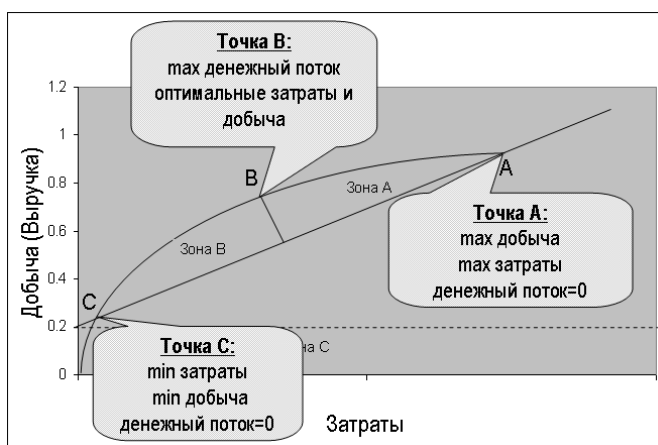 Точка В:
max денежный поток
оптимальные затраты и
добыча
1.2
1
0.8
0.6
0.4
0.2
0
Добыча (Выручка)
В
Зона А
А
Зона В
С
Точка А:
max добыча
max затраты
денежный поток=0
Точка С:
min затраты
min добыча
денежный поток=0
на С
Затраты